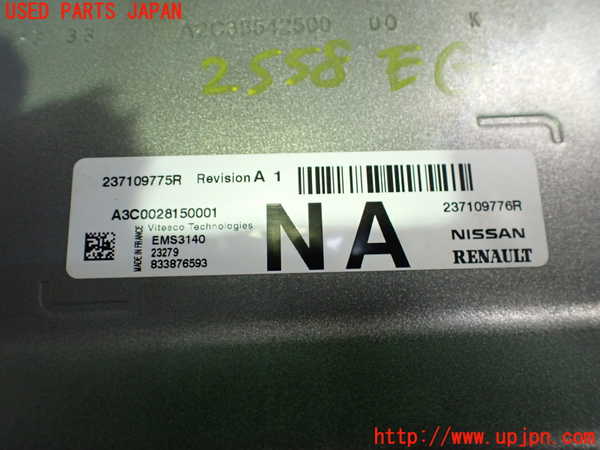 USED PARTS JAPAN
33 A2C38542500 00 K
2.558 E G
237109775R Revision A 1
A3C0028150001 237109776R
Vitesco Technologies
MADE IN FRANCE
EMS3140
23279
833876593
NA
NISSAN
RENAULT
http://www.upjpn.com